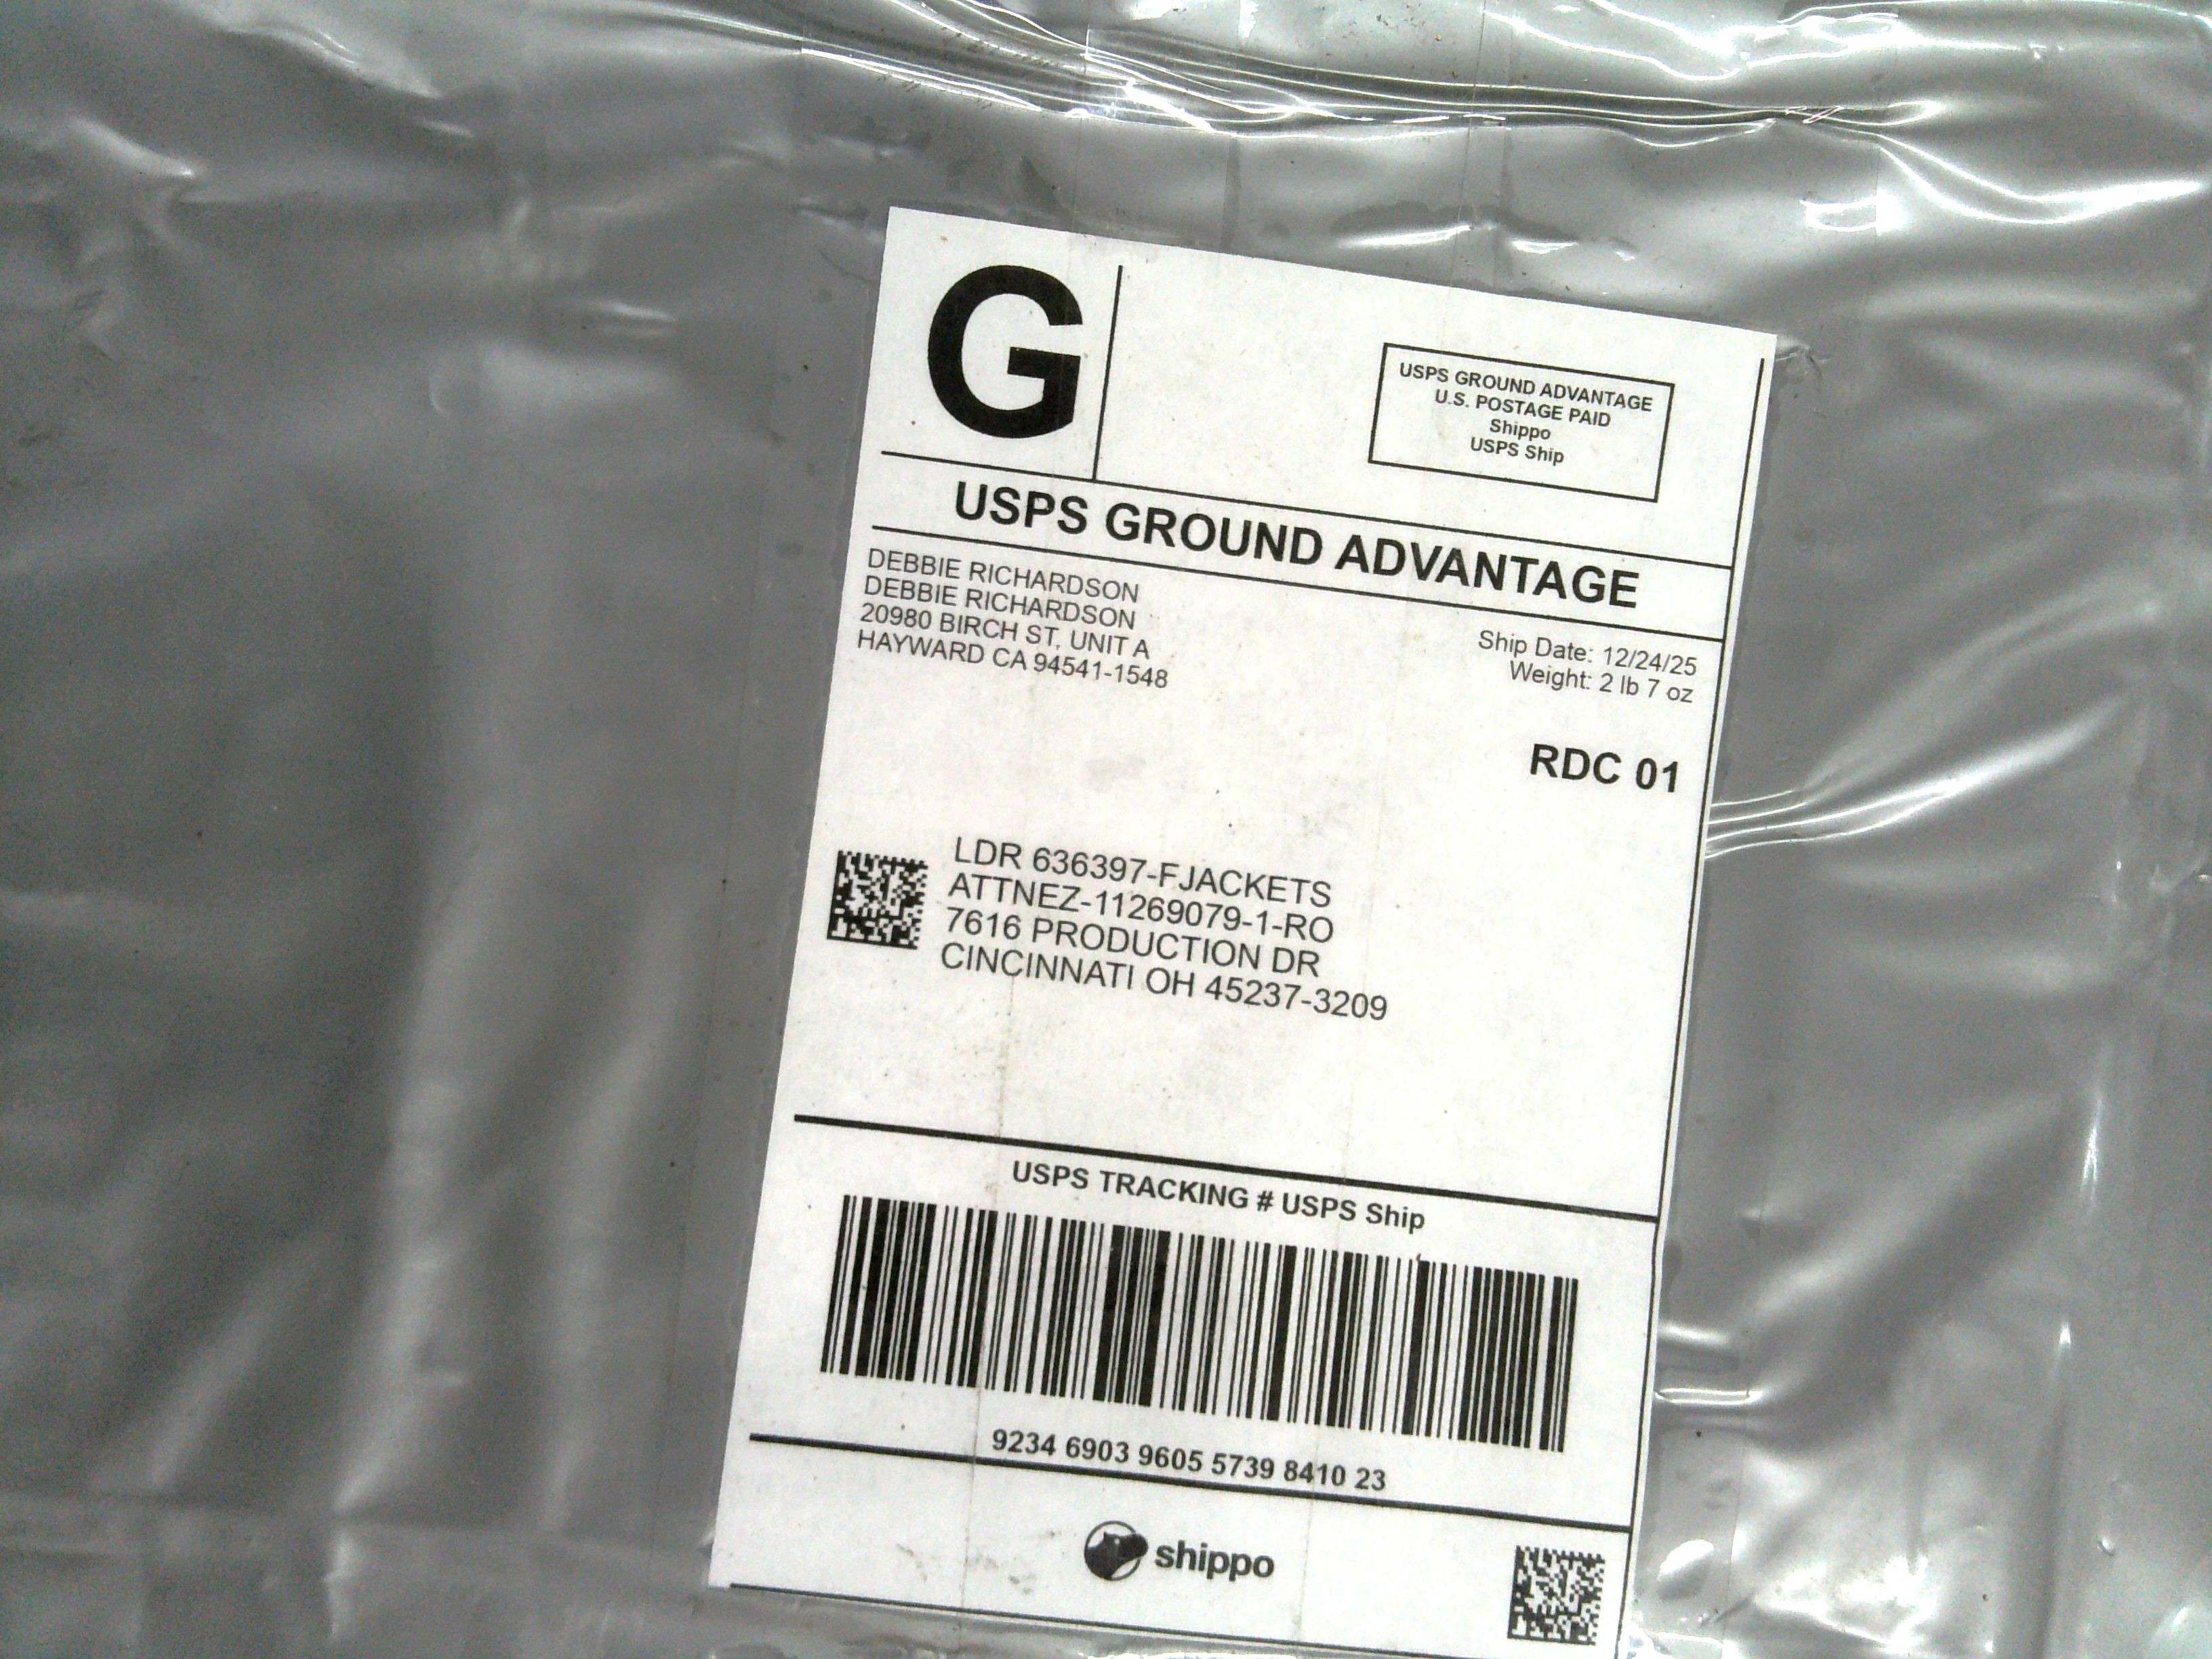 G
USPS GROUND ADVANTAGE
U.S. POSTAGE PAID
Shippo
USPS Ship
USPS GROUND ADVANTAGE
DEBBIE RICHARDSON
DEBBIE RICHARDSON
20980 BIRCH ST, UNIT A
HAYWARD CA 94541-1548
Ship Date: 12/24/25
Weight: 2 lb 7 oz
RDC 01
LDR 636397-FJACKETS
ATTNEZ-11269079-1-RO
7616 PRODUCTION DR
CINCINNATI OH 45237-3209
USPS TRACKING # USPS Ship
9234 6903 9605 5739 8410 23
shippo